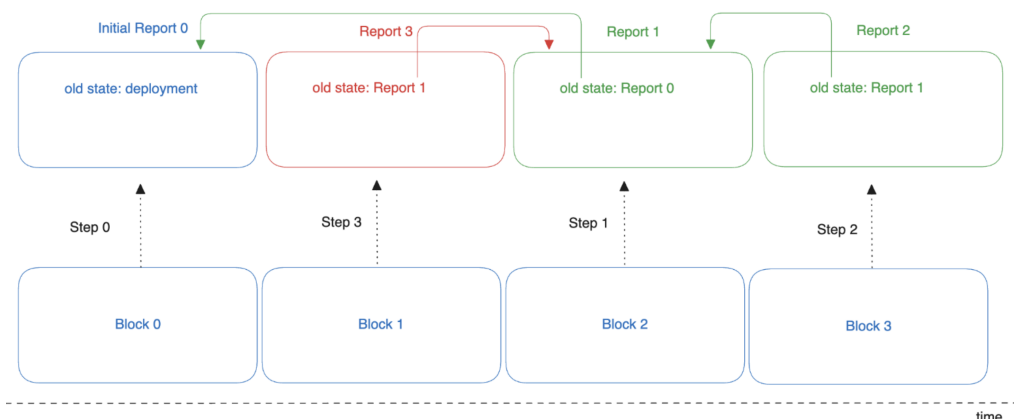 Initial Report 0
Report 3
Report 1
Report 2
old state: deployment
old state: Report 1
old state: Report 0
old state: Report 1
Step 0
Step 3
Step 1
Step 2
Block 0
Block 1
Block 2
Block 3
time